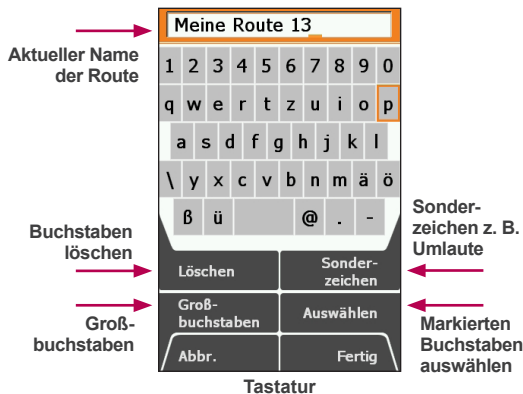 Meine Route 13
Aktueller Name
der Route
1 2 3 4 5 6 7 8 9 0
q w e r t z u i o p
a s d f g h j k l
\ y x c v b n m ä ö
ß ü @ . -
Buchstaben
löschen
Sonder-
zeichen z. B.
Umlaute
Löschen
Sonder-
zeichen
Groß-
buchstaben
Groß-
buchstaben
Auswählen
Markierten
Buchstaben
auswählen
Abbr.
Fertig
Tastatur